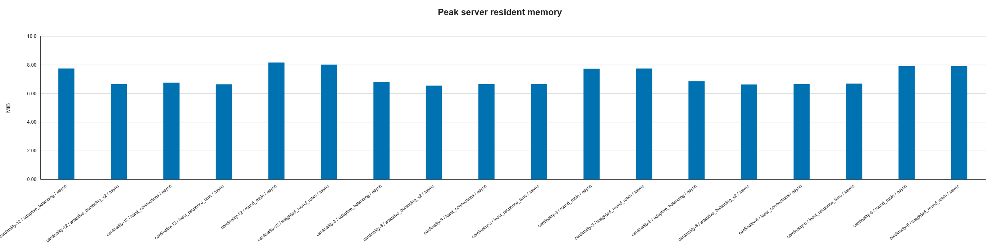 Peak server resident memory
10.0
8.00
6.00
4.00
2.00
0.00
MiB
cardinality-12 / adaptive_balancing / async
cardinality-12 / adaptive_balancing_v2 / async
cardinality-12 / least_connections / async
cardinality-12 / least_response_time / async
cardinality-12 / round_robin / async
cardinality-12 / weighted_round_robin / async
cardinality-3 / adaptive_balancing / async
cardinality-3 / adaptive_balancing_v2 / async
cardinality-3 / least_connections / async
cardinality-3 / least_response_time / async
cardinality-3 / round_robin / async
cardinality-3 / weighted_round_robin / async
cardinality-6 / adaptive_balancing / async
cardinality-6 / adaptive_balancing_v2 / async
cardinality-6 / least_connections / async
cardinality-6 / least_response_time / async
cardinality-6 / round_robin / async
cardinality-6 / weighted_round_robin / async